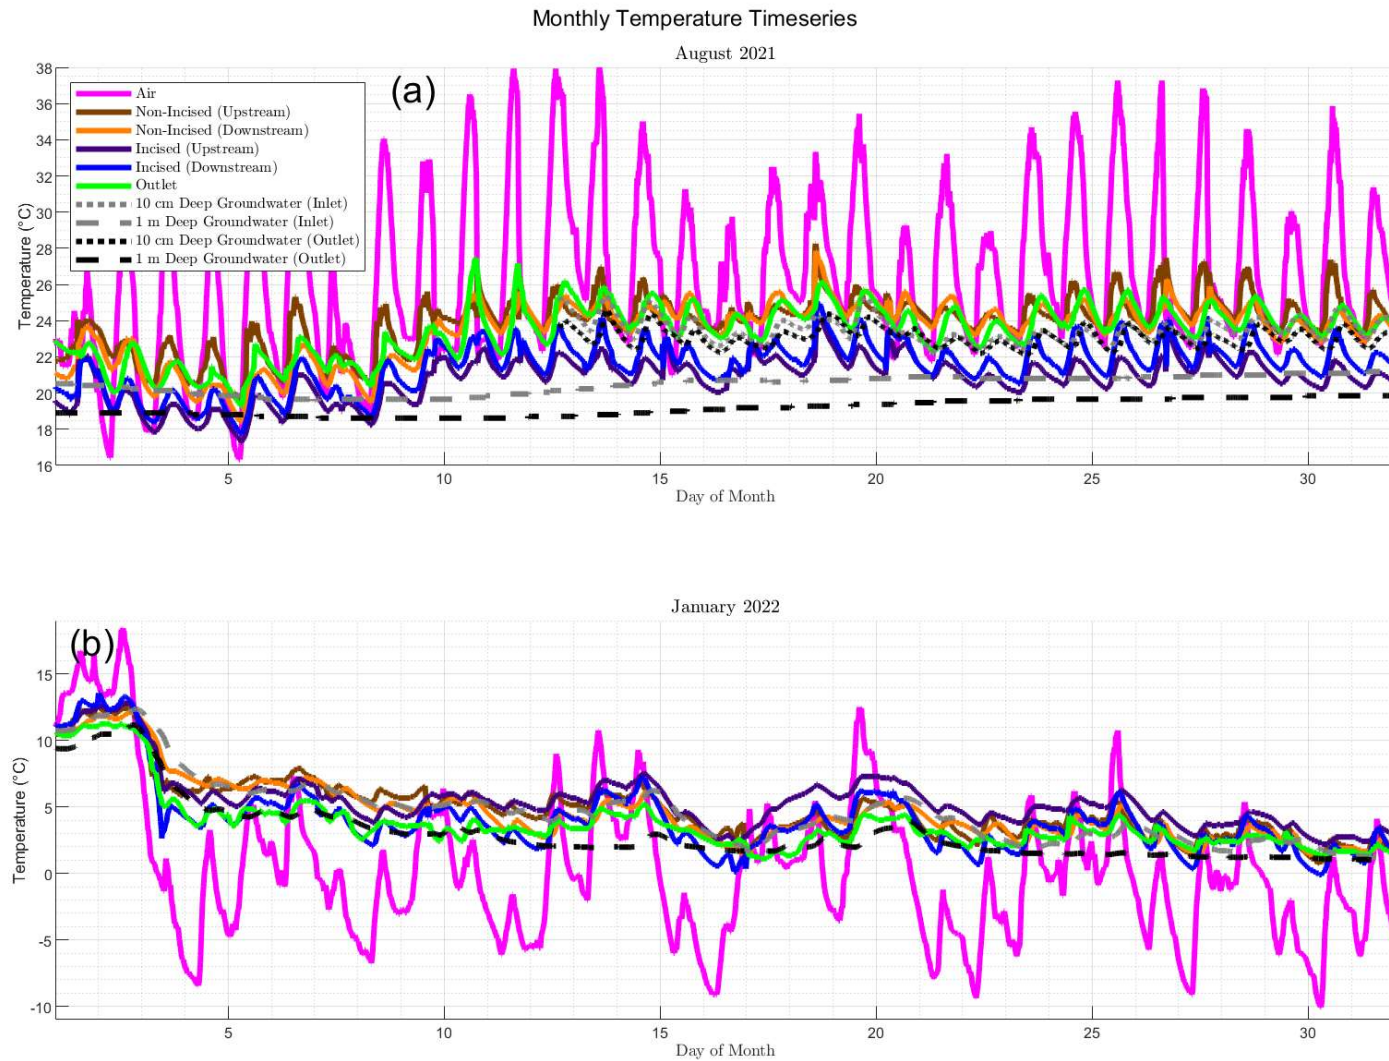 Monthly Temperature Timeseries
August 2021
(a)
Air
Non-Incised (Upstream)
Non-Incised (Downstream)
Incised (Upstream)
Incised (Downstream)
Outlet
10 cm Deep Groundwater (Inlet)
1 m Deep Groundwater (Inlet)
10 cm Deep Groundwater (Outlet)
1 m Deep Groundwater (Outlet)
Temperature (°C)
38
36
34
32
30
28
26
24
22
20
18
16
5
10
15
20
25
30
Day of Month
January 2022
(b)
Temperature (°C)
15
10
5
0
-5
-10
5
10
15
20
25
30
Day of Month